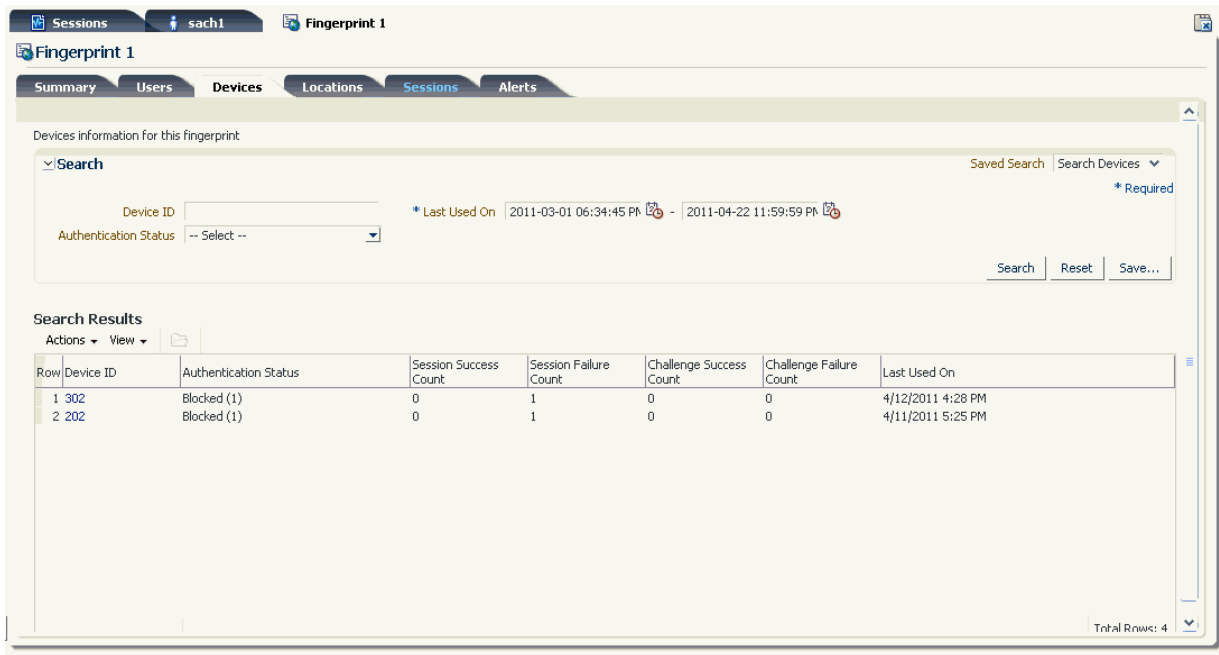 Sessions sach1 Fingerprint 1
Fingerprint 1
Summary Users Devices Locations Sessions Alerts
Devices information for this fingerprint
Search Saved Search Search Devices
* Required
Device ID * Last Used On 2011-03-01 06:34:45 PM - 2011-04-22 11:59:59 PM
Authentication Status -- Select --
Search Reset Save...
Search Results
Actions View
Row Device ID Authentication Status Session Success Count Session Failure Count Challenge Success Count Challenge Failure Count Last Used On
1 302 Blocked (1) 0 1 0 0 4/12/2011 4:28 PM
2 202 Blocked (1) 0 1 0 0 4/11/2011 5:25 PM
Total Rows: 4